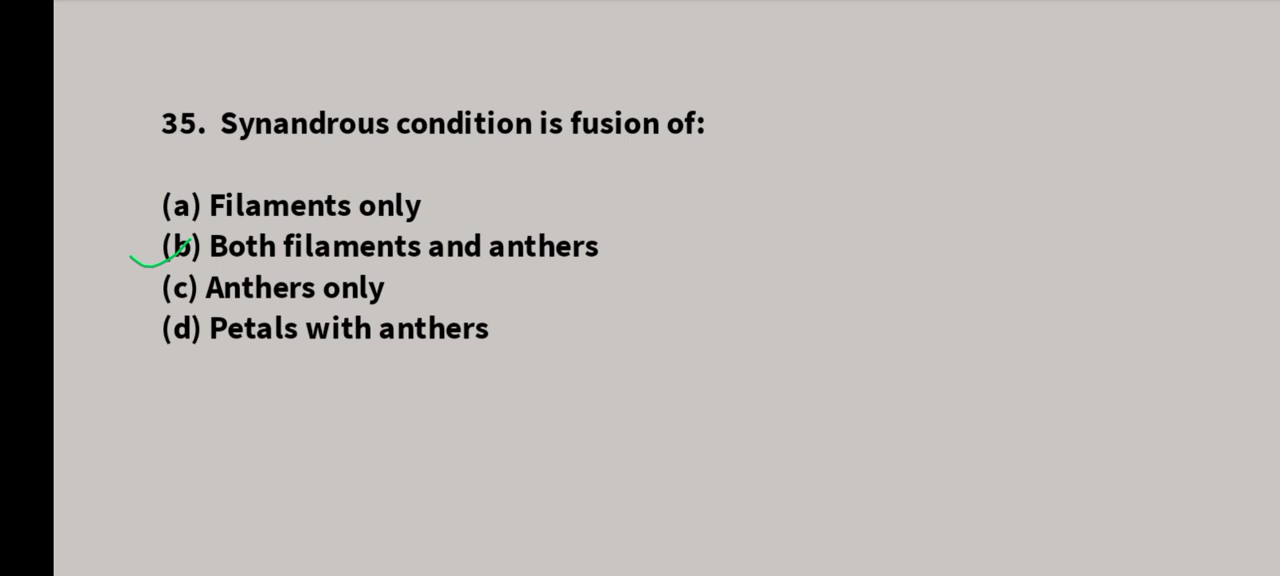 35. Synandrous condition is fusion of:
(a) Filaments only
(b) Both filaments and anthers
(c) Anthers only
(d) Petals with anthers